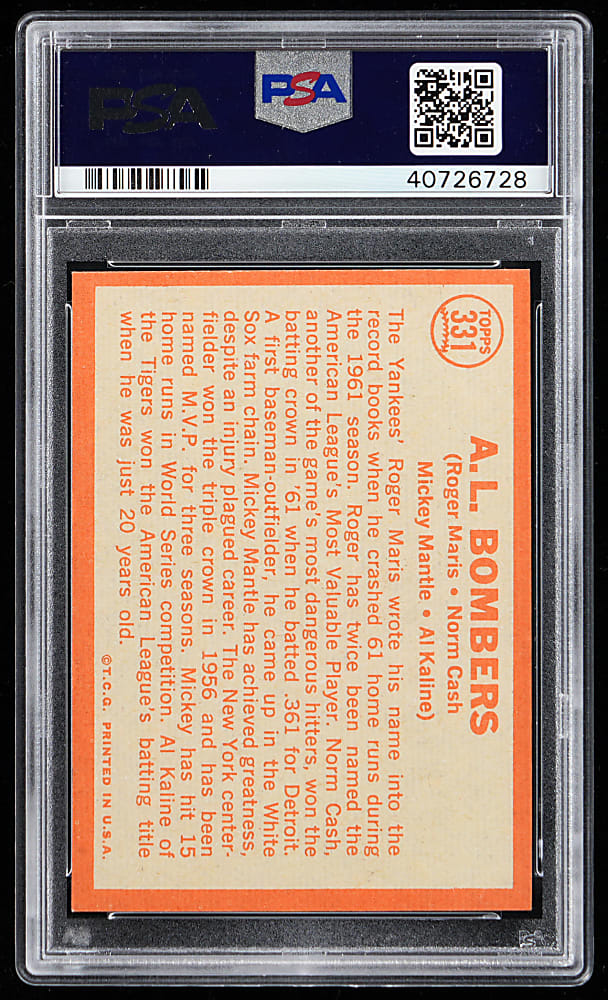 PSA
PSA
40726728
TOPPS
331
A.L. BOMBERS
(Roger Maris • Norm Cash
Mickey Mantle • Al Kaline)
The Yankees' Roger Maris wrote his name into the
record books when he crashed 61 home runs during
the 1961 season. Roger has twice been named the
American League's Most Valuable Player. Norm Cash,
another of the game's most dangerous hitters, won the
batting crown in '61 when he batted .361 for Detroit.
A first baseman-outfielder, he came up in the White
Sox farm chain. Mickey Mantle has achieved greatness,
despite an injury plagued career. The New York center-
fielder won the triple crown in 1956 and has been
named M.V.P. for three seasons. Mickey has hit 15
home runs in World Series competition. Al Kaline of
the Tigers won the American League's batting title
when he was just 20 years old.
©T.C.G. PRINTED IN U.S.A.